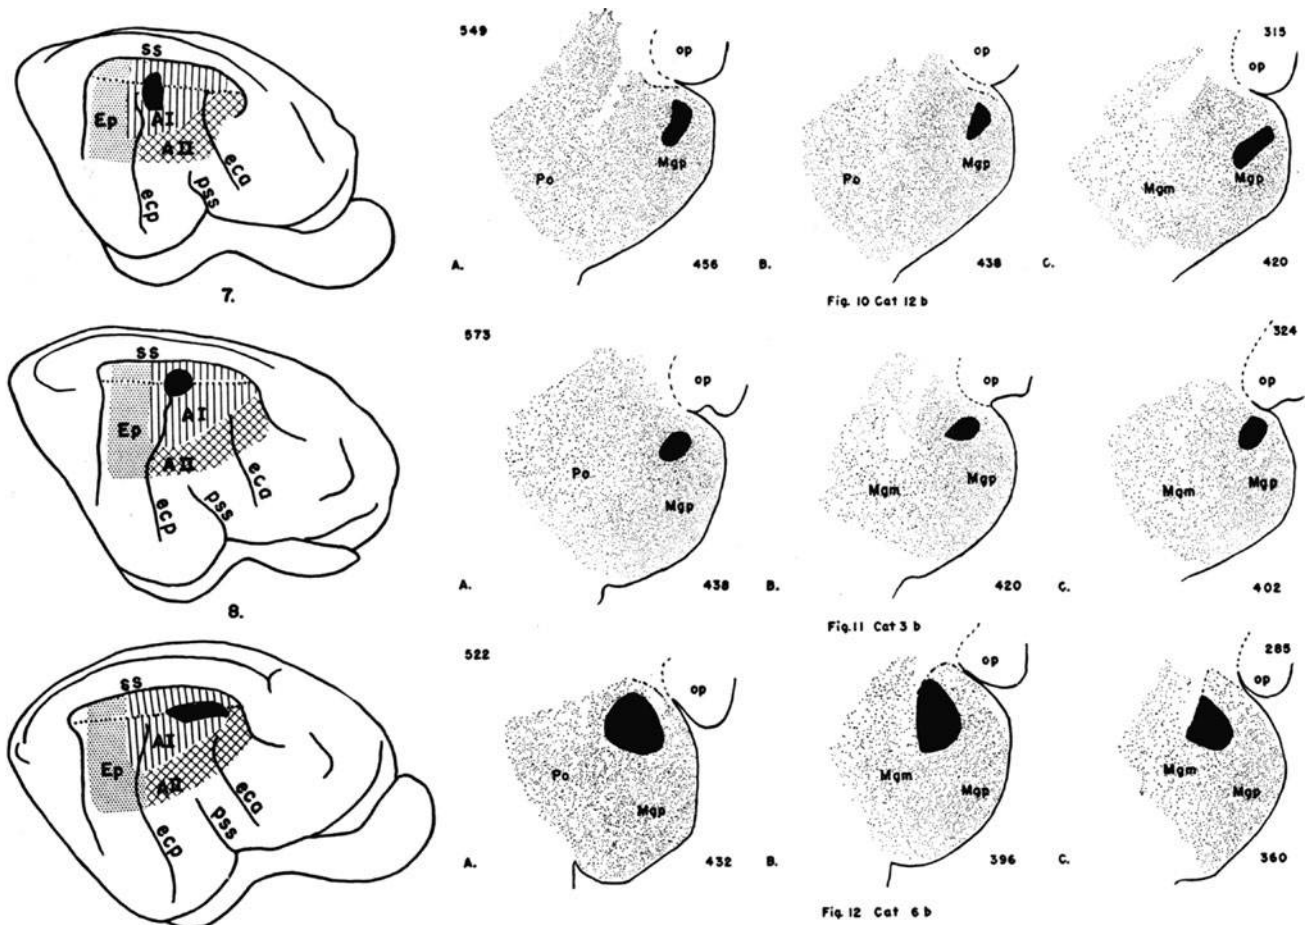 ss
Ep
AI
AII
ecp
pss
eca
7.
549
op
Po
Mgp
A.
456
op
Po
Mgp
B.
438
315
op
Mgm
Mgp
C.
420
Fig. 10 Cat 12 b
ss
Ep
AI
AII
ecp
pss
eca
8.
573
op
Po
Mgp
A.
438
op
Mgm
Mgp
B.
420
324
op
Mgm
Mgp
C.
402
Fig. 11 Cat 3 b
ss
Ep
AI
AII
ecp
pss
eca
522
op
Po
Mgp
A.
432
op
Mgm
Mgp
B.
396
285
op
Mgm
Mgp
C.
360
Fig. 12 Cat 6 b